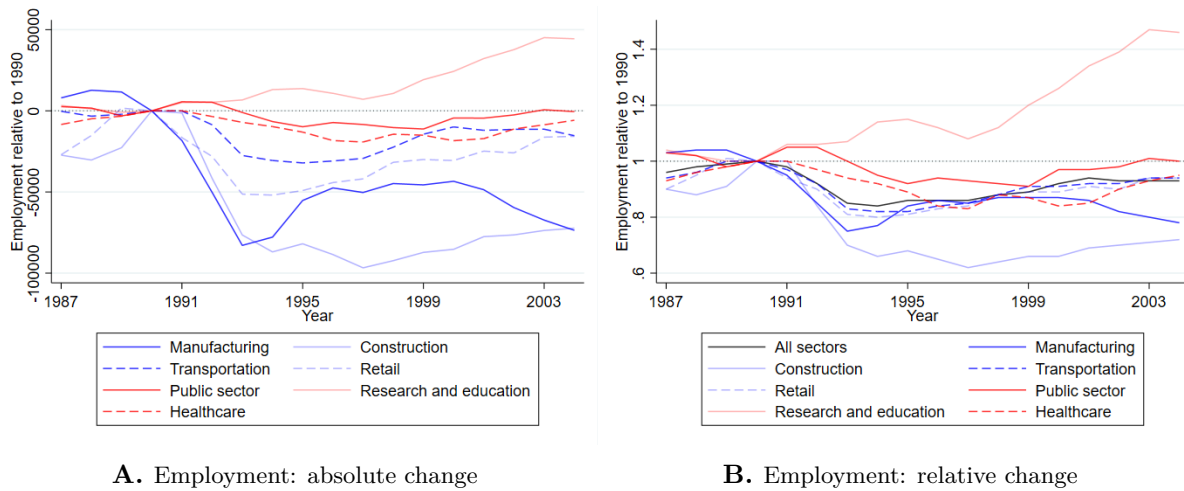 Employment relative to 1990
50000
0
-50000
-100000
1987
1991
1995
1999
2003
Year
Manufacturing
Construction
Transportation
Retail
Public sector
Research and education
Healthcare
A. Employment: absolute change
Employment relative to 1990
1.4
1.2
1
.8
.6
1987
1991
1995
1999
2003
Year
All sectors
Manufacturing
Construction
Transportation
Retail
Public sector
Research and education
Healthcare
B. Employment: relative change